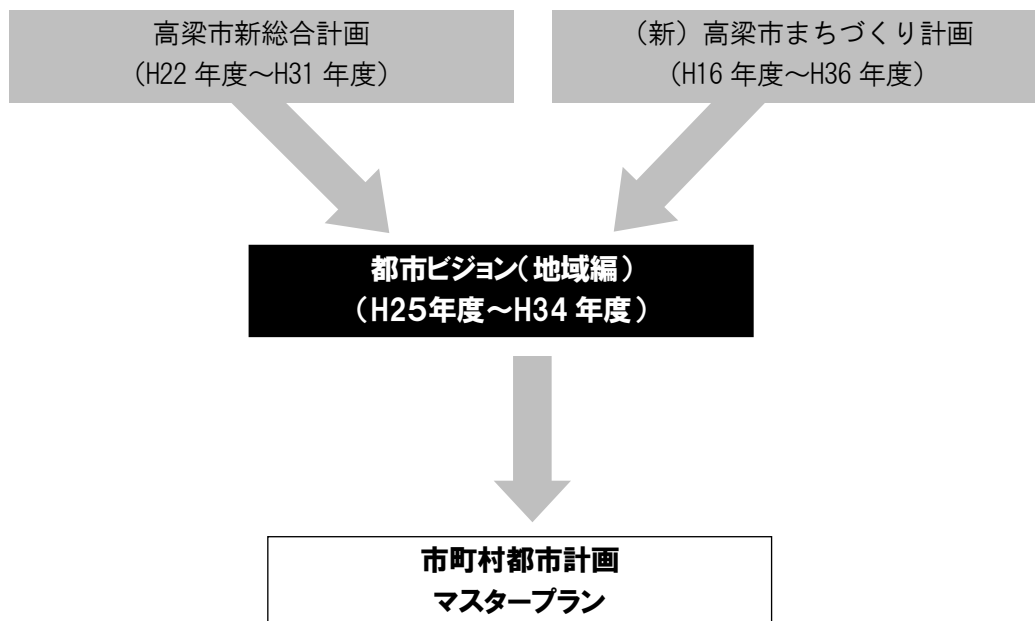 高梁市新総合計画
（H22 年度～H31 年度）
（新）高梁市まちづくり計画
（H16 年度～H36 年度）
都市ビジョン（地域編）
（H25年度～H34 年度）
市町村都市計画
マスタープラン